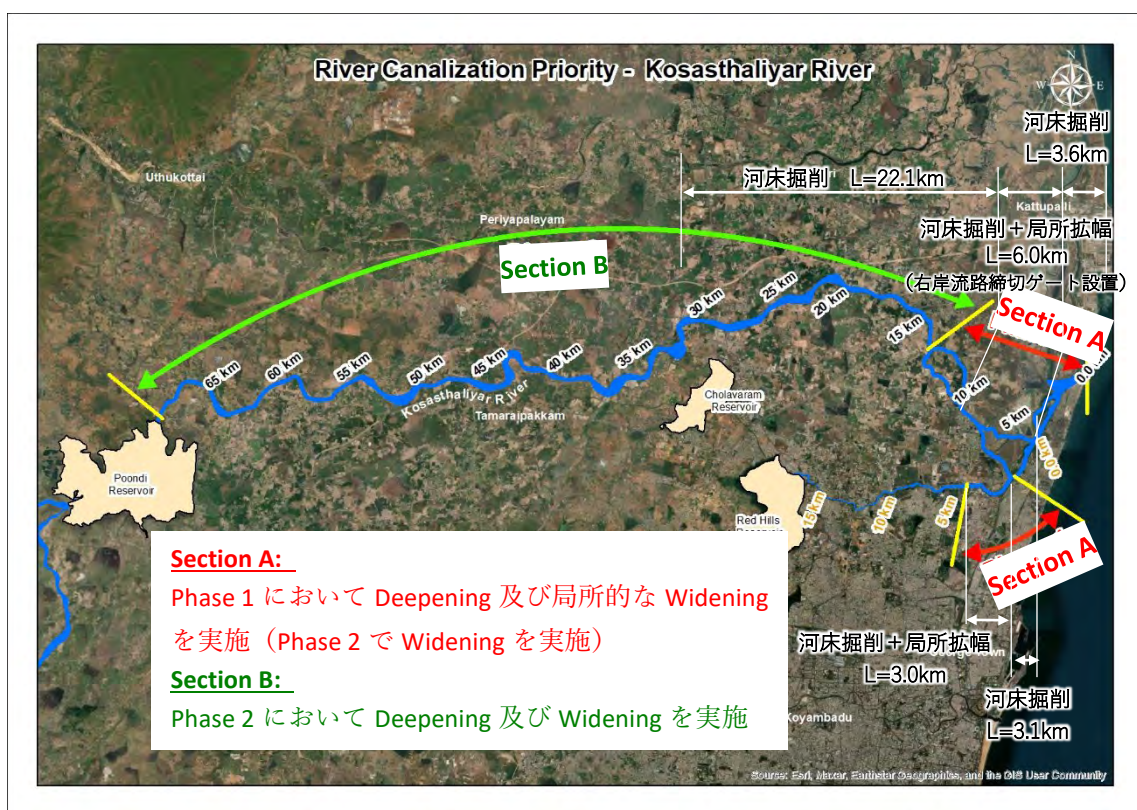 River Canalization Priority - Kosasthaliyar River
N
W
E
河床掘削
L=3.6km
Uthukottai
河床掘削 L=22.1km
Kattupalli
Periyapalayam
河床掘削＋局所拡幅
L=6.0km
（右岸流路締切ゲート設置）
Section B
Section A
30 km
25 km
20 km
15 km
65 km
60 km
55 km
50 km
45 km
40 km
35 km
10 km
5 km
0.0 km
Kosasthaliyar River
Tamaraipakkam
Cholavaram
Reservoir
0.0 km
Poondi
Reservoir
Red Hills
15 km
10 km
5 km
Section A
Section A:
Phase 1 において Deepening 及び局所的な Widening
を実施（Phase 2 で Widening を実施）
Section B:
Phase 2 において Deepening 及び Widening を実施
河床掘削＋局所拡幅
L=3.0km
河床掘削
L=3.1km
Koyambadu
Source: Esri, Maxar, Earthstar Geographics, and the GIS User Community